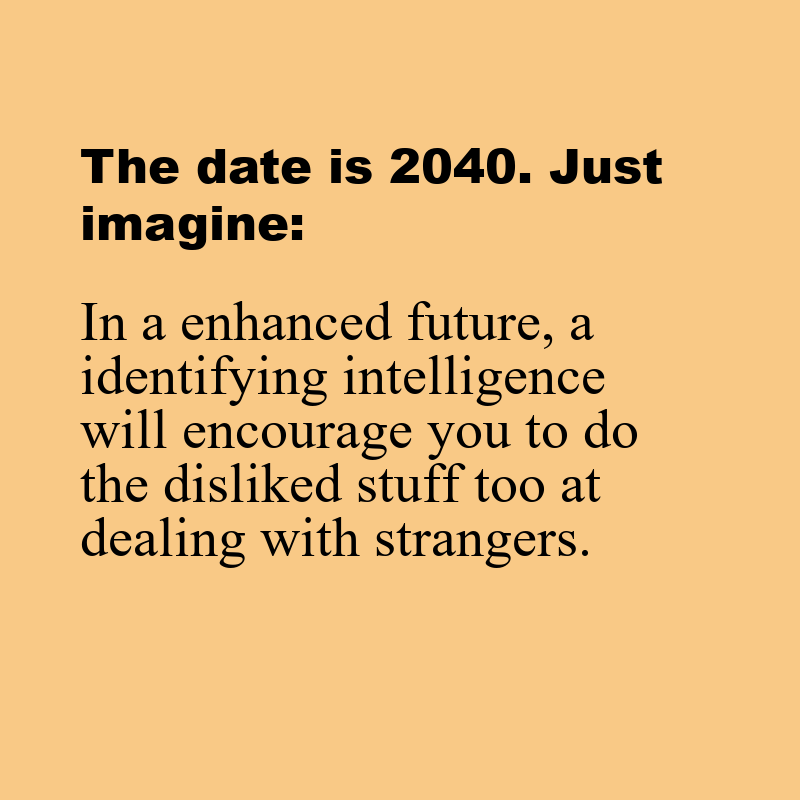 The date is 2040. Just
imagine:
In a enhanced future, a
identifying intelligence
will encourage you to do
the disliked stuff too at
dealing with strangers.